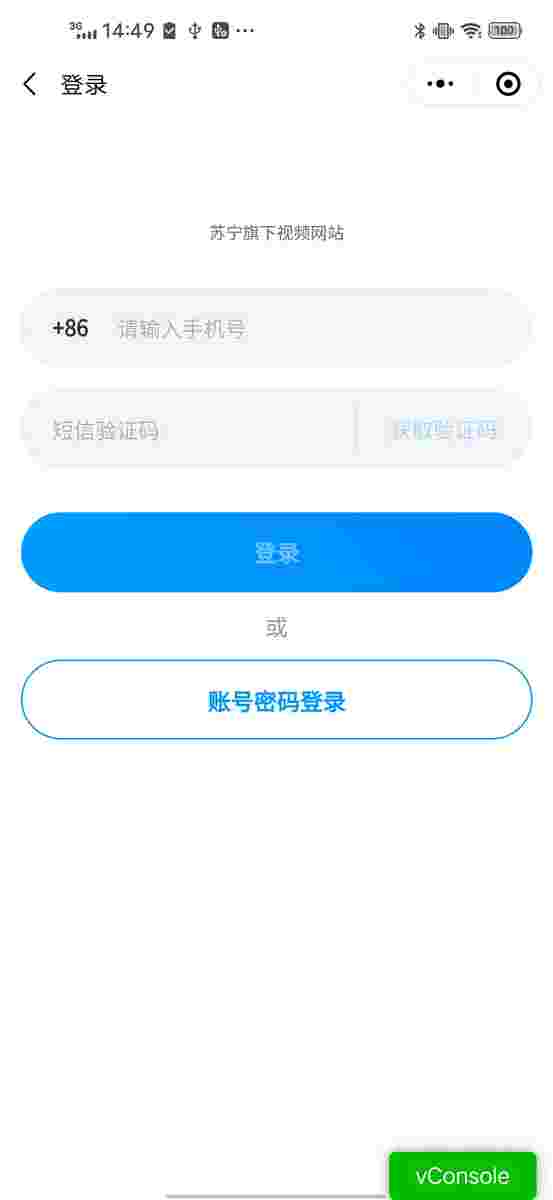 3G 14:49 ··· 100
登录
苏宁旗下视频网站
+86 请输入手机号
短信验证码 获取验证码
登录
或
账号密码登录
vConsole